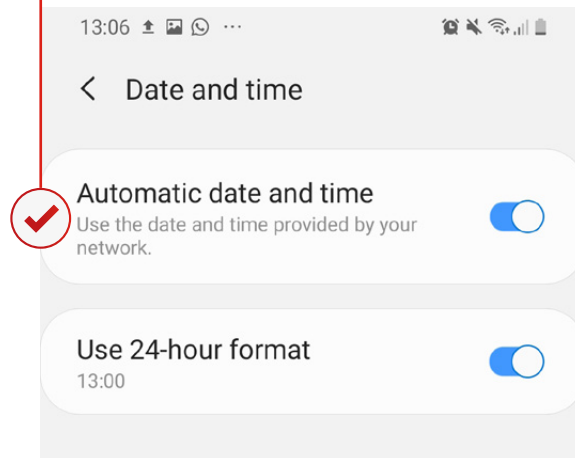 13:06 ...
Date and time
Automatic date and time
Use the date and time provided by your
network.
Use 24-hour format
13:00